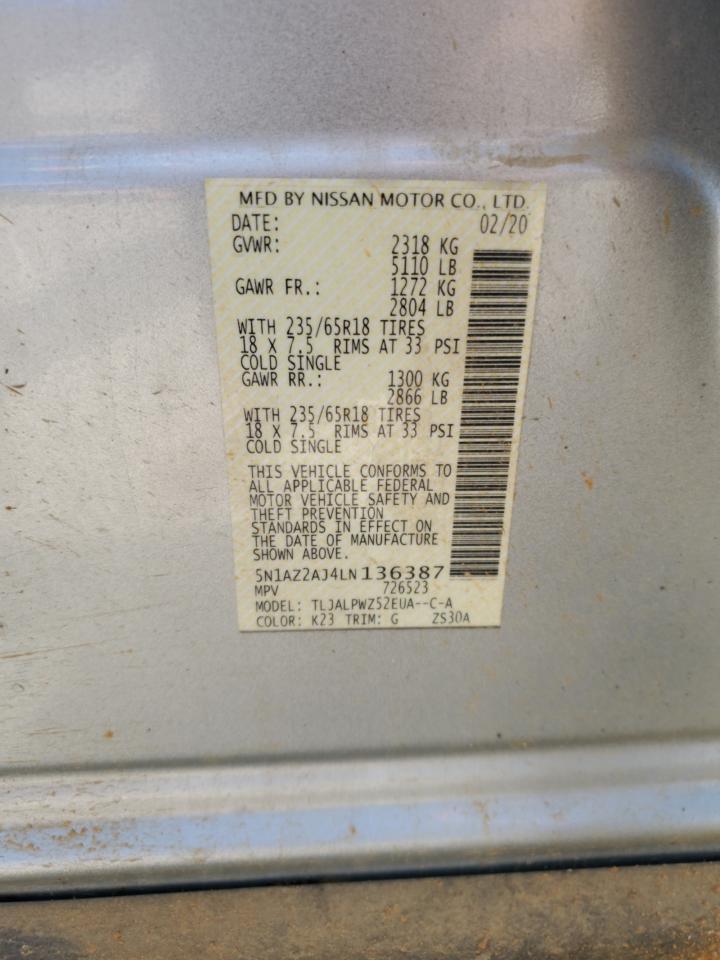 MFD BY NISSAN MOTOR CO., LTD.
DATE: 02/20
GVWR: 2318 KG
5110 LB
GAWR FR.: 1272 KG
2804 LB
WITH 235/65R18 TIRES
18 X 7.5 RIMS AT 33 PSI
COLD SINGLE
GAWR RR.: 1300 KG
2866 LB
WITH 235/65R18 TIRES
18 X 7.5 RIMS AT 33 PSI
COLD SINGLE
THIS VEHICLE CONFORMS TO
ALL APPLICABLE FEDERAL
MOTOR VEHICLE SAFETY AND
THEFT PREVENTION
STANDARDS IN EFFECT ON
THE DATE OF MANUFACTURE
SHOWN ABOVE.
5N1AZ2AJ4LN136387
MPV 726523
MODEL: TLJALPWZ52EUA--C-A
COLOR: K23 TRIM: G ZS30A